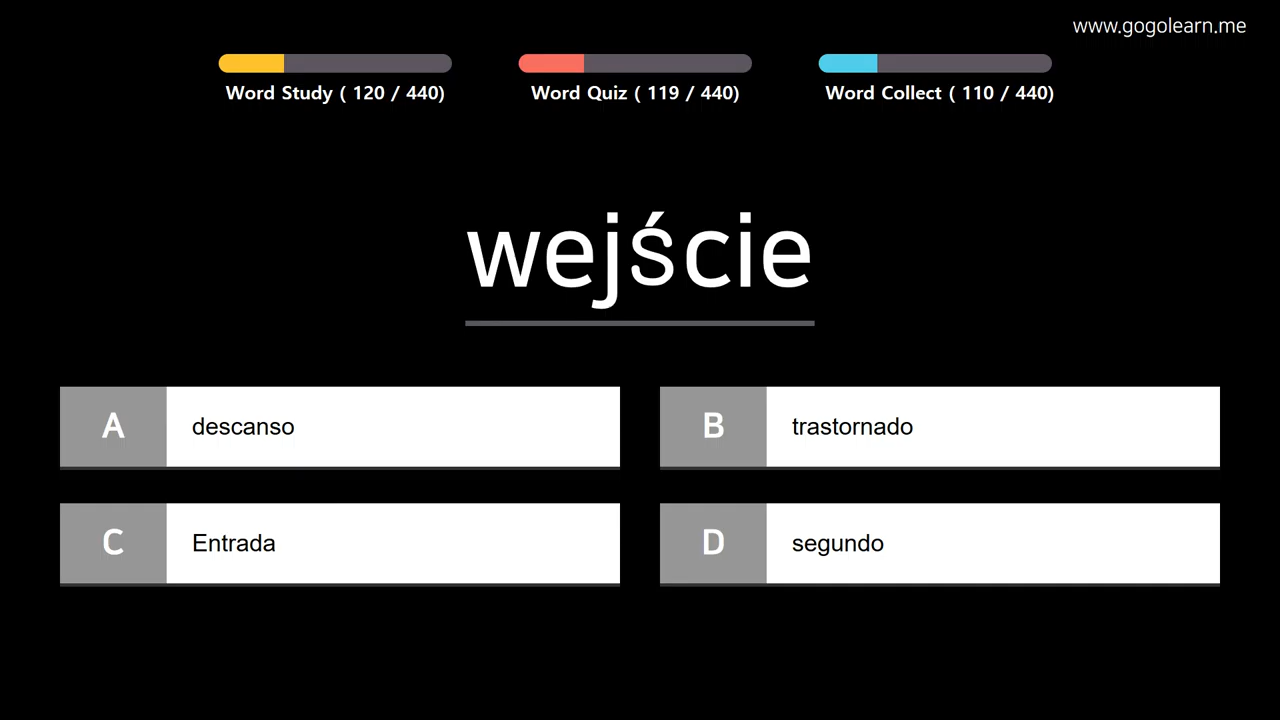 www.gogolearn.me
Word Study ( 120 / 440)
Word Quiz ( 119 / 440)
Word Collect ( 110 / 440)
wejście
A descanso
B trastornado
C Entrada
D segundo